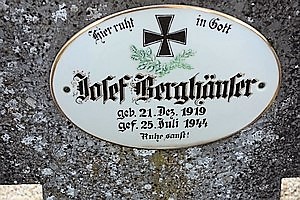 Hier ruht in Gott
Josef Berghäuser
geb. 21. Dez. 1919
gef. 25. Juli 1944
Ruhe sanft!